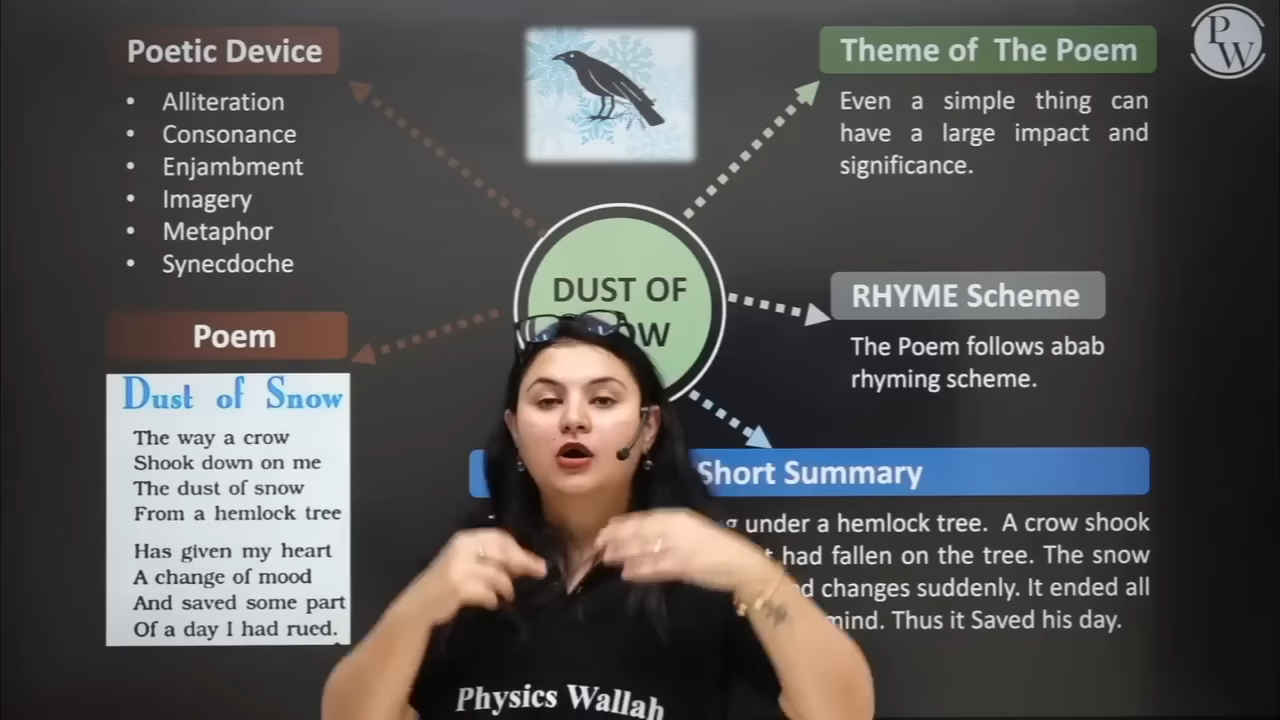 Poetic Device
• Alliteration
• Consonance
• Enjambment
• Imagery
• Metaphor
• Synecdoche
Theme of The Poem
Even a simple thing can
have a large impact and
significance.
PW
DUST OF
RHYME Scheme
The Poem follows abab
rhyming scheme.
Poem
Dust of Snow
The way a crow
Shook down on me
The dust of snow
From a hemlock tree
Has given my heart
A change of mood
And saved some part
Of a day I had rued.
Short Summary
under a hemlock tree. A crow shook
had fallen on the tree. The snow
changes suddenly. It ended all
mind. Thus it Saved his day.
Physics Wallah